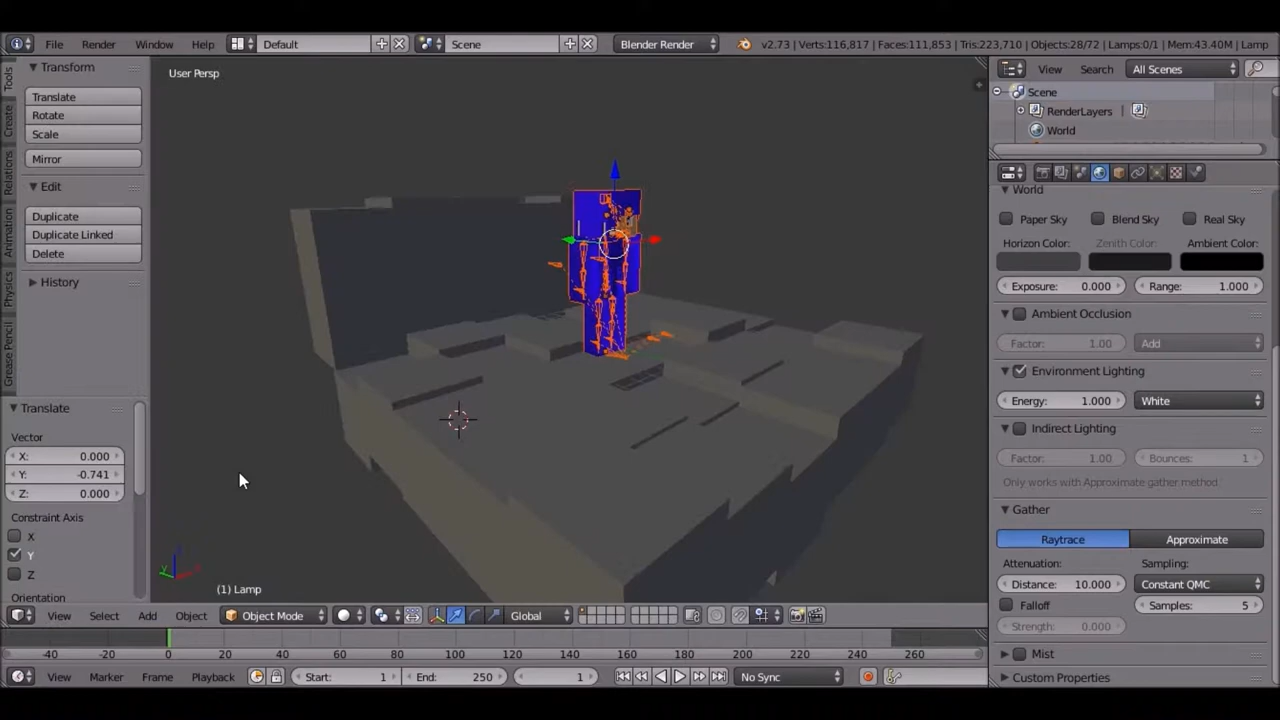 File Render Window Help Default Scene Blender Render v2.73 | Verts:116,817 | Faces:111,853 | Tris:223,710 | Objects:28/72 | Lamps:0/1 | Mem:43.40M | Lamp
Tools
Create
Relations
Animation
Physics
Grease Pencil
Transform
Translate
Rotate
Scale
Mirror
Edit
Duplicate
Duplicate Linked
Delete
History
Translate
Vector
X: 0.000
Y: -0.741
Z: 0.000
Constraint Axis
X
Y
Z
Orientation
User Persp
(1) Lamp
View Select Add Object Object Mode Global
-40 -20 0 20 40 60 80 100 120 140 160 180 200 220 240 260
View Marker Frame Playback Start: 1 End: 250 1 No Sync
View Search All Scenes
Scene
RenderLayers |
World
World
Paper Sky Blend Sky Real Sky
Horizon Color: Zenith Color: Ambient Color:
Exposure: 0.000 Range: 1.000
Ambient Occlusion
Factor: 1.00 Add
Environment Lighting
Energy: 1.000 White
Indirect Lighting
Factor: 1.00 Bounces: 1
Only works with Approximate gather method
Gather
Raytrace Approximate
Attenuation: Sampling:
Distance: 10.000 Constant QMC
Falloff Samples: 5
Strength: 0.000
Mist
Custom Properties